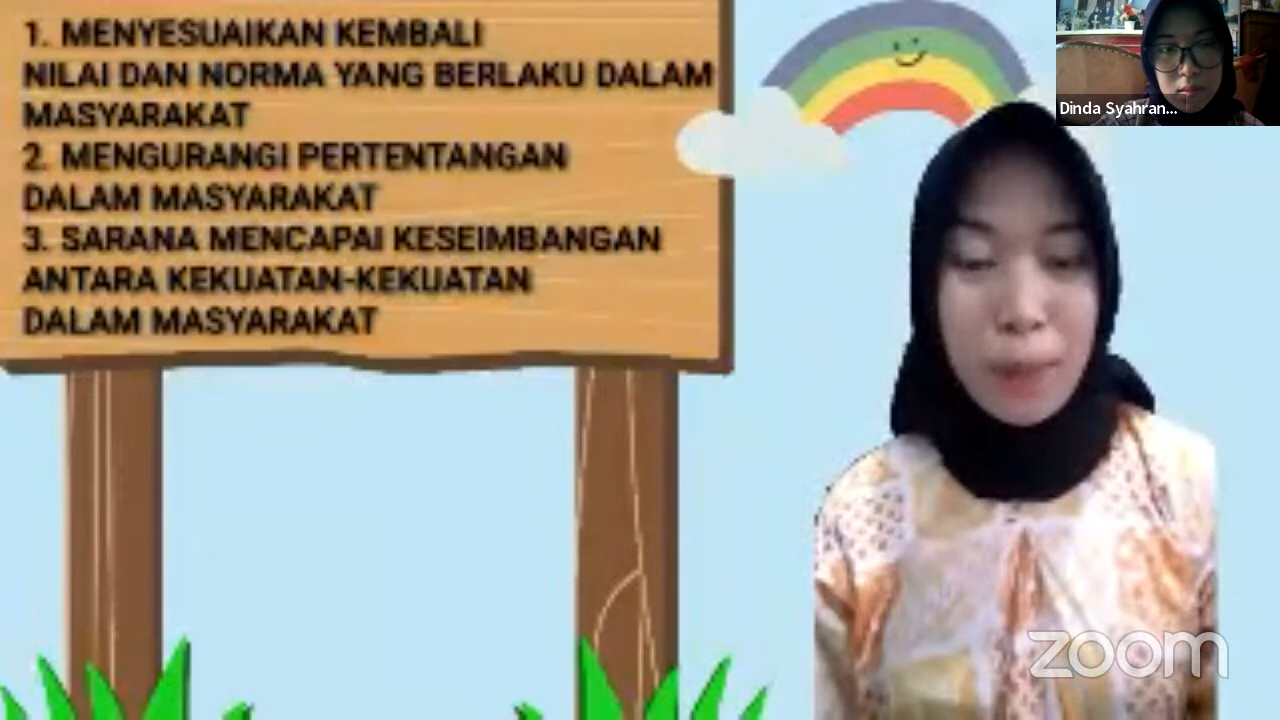 1. MENYESUAIKAN KEMBALI
NILAI DAN NORMA YANG BERLAKU DALAM
MASYARAKAT
2. MENGURANGI PERTENTANGAN
DALAM MASYARAKAT
3. SARANA MENCAPAI KESEIMBANGAN
ANTARA KEKUATAN-KEKUATAN
DALAM MASYARAKAT
Dinda Syahran...
zoom